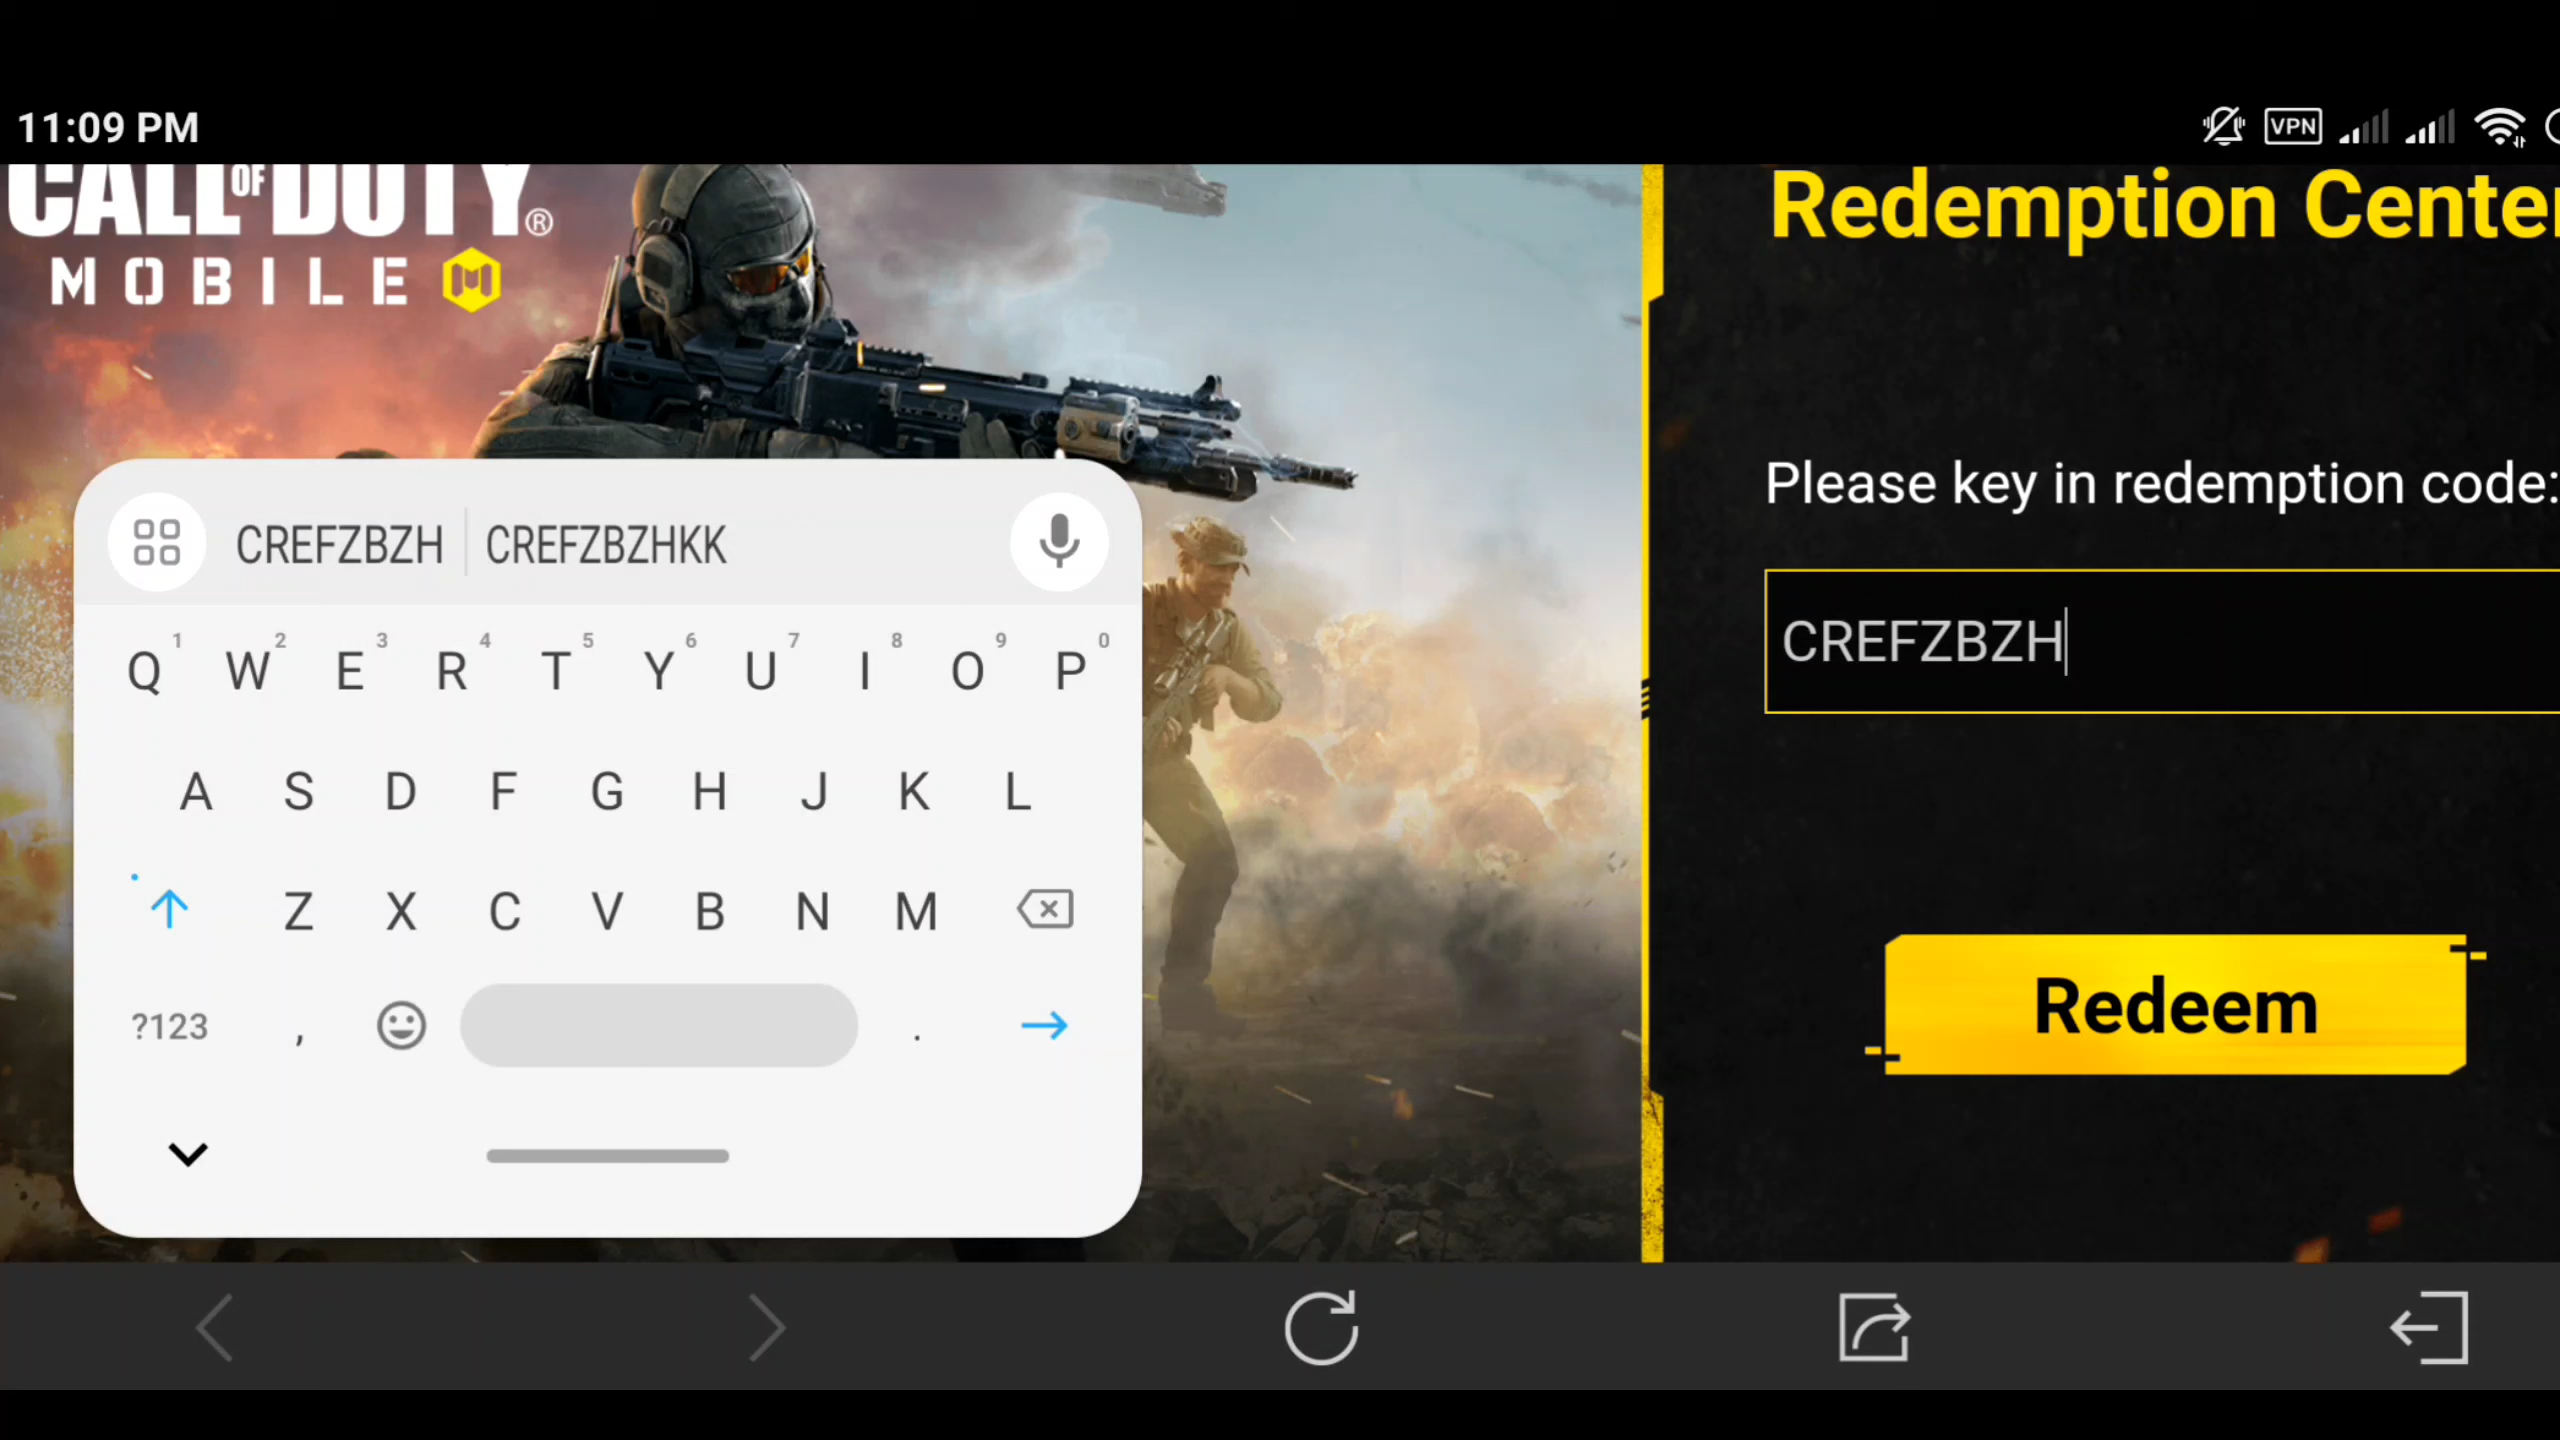 11:09 PM
VPN
CALL OF DUTY®
MOBILE
Redemption Center
Please key in redemption code:
CREFZBZH
Redeem
CREFZBZH CREFZBZHKK
1 2 3 4 5 6 7 8 9 0
Q W E R T Y U I O P
A S D F G H J K L
Z X C V B N M
?123 , .